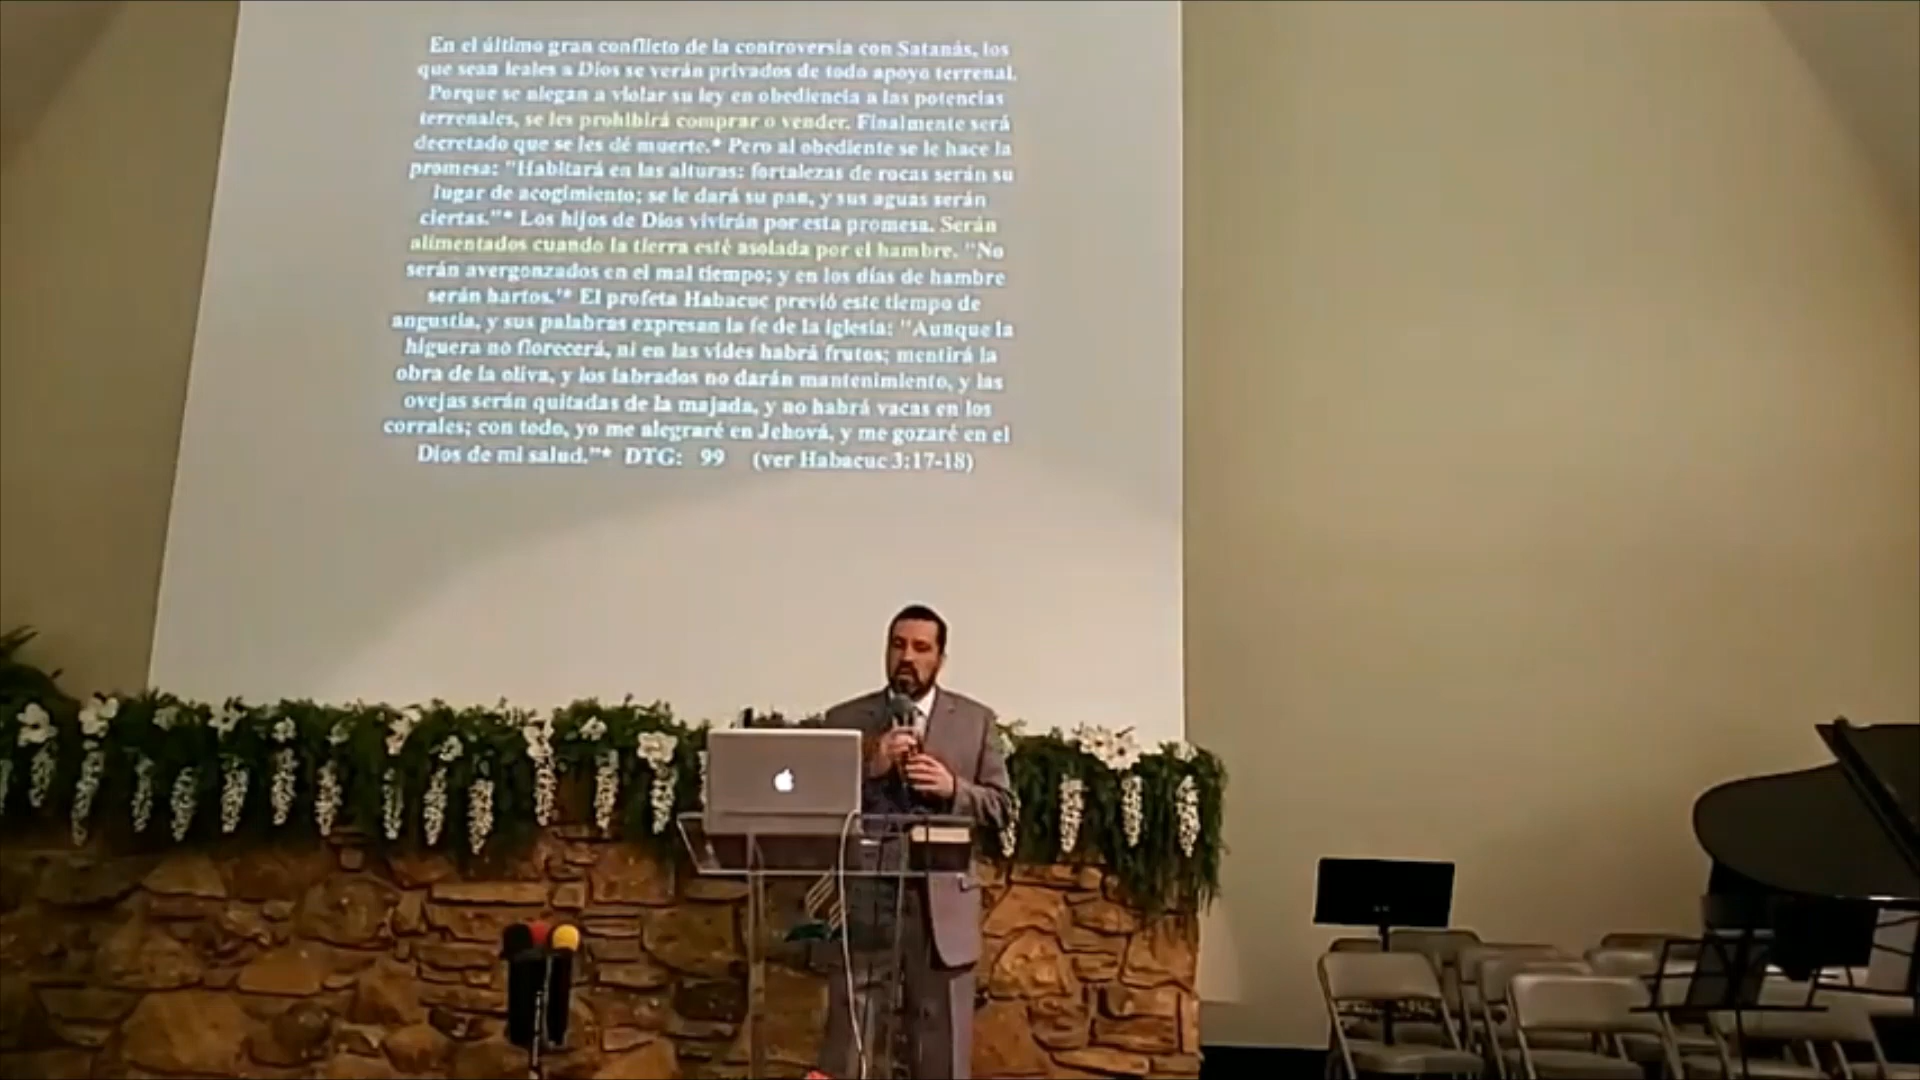 En el último gran conflicto de la controversia con Satanás, los
que sean leales a Dios se verán privados de todo apoyo terrenal.
Porque se niegan a violar su ley en obediencia a las potencias
terrenales, se les prohibirá comprar o vender. Finalmente será
decretado que se les dé muerte.* Pero al obediente se le hace la
promesa: "Habitará en las alturas: fortalezas de rocas serán su
lugar de acogimiento; se le dará su pan, y sus aguas serán
ciertas."* Los hijos de Dios vivirán por esta promesa. Serán
alimentados cuando la tierra esté asolada por el hambre. "No
serán avergonzados en el mal tiempo; y en los días de hambre
serán hartos.'* El profeta Habacuc previó este tiempo de
angustia, y sus palabras expresan la fe de la iglesia: "Aunque la
higuera no florecerá, ni en las vides habrá frutos; mentirá la
obra de la oliva, y los labrados no darán mantenimiento, y las
ovejas serán quitadas de la majada, y no habrá vacas en los
corrales; con todo, yo me alegraré en Jehová, y me gozaré en el
Dios de mi salud."* DTG: 99 (ver Habacuc 3:17-18)